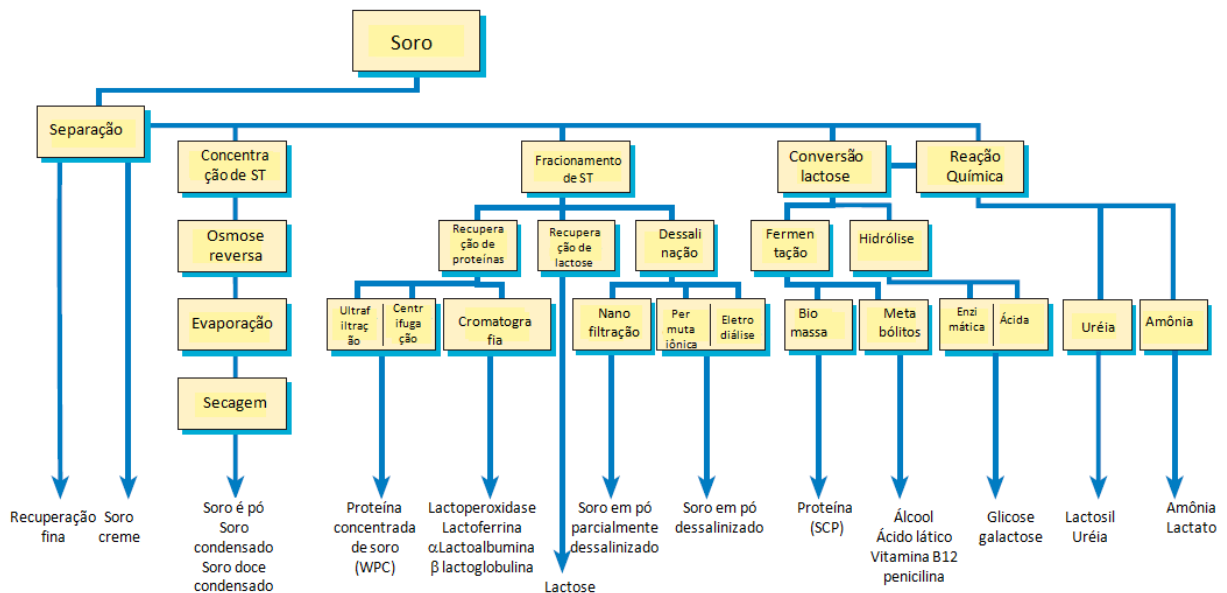 Soro
Separação
Concentra
ção de ST
Fracionamento
de ST
Conversão
lactose
Reação
Química
Osmose
reversa
Recupera
ção de
proteínas
Recupera
ção de
lactose
Dessali
nação
Fermen
tação
Hidrólise
Evaporação
Ultraf
iltraç
ão
Centr
ifuga
ção
Cromatogra
fia
Nano
filtração
Per
muta
iônica
Eletro
diálise
Bio
massa
Meta
bólitos
Enzi
mática
Ácida
Uréia
Amônia
Secagem
Recuperação
fina
Soro
creme
Soro é pó
Soro
condensado
Soro doce
condensado
Proteína
concentrada
de soro
(WPC)
Lactoperoxidase
Lactoferrina
αLactoalbumina
β lactoglobulina
Lactose
Soro em pó
parcialmente
dessalinizado
Soro em pó
dessalinizado
Proteína
(SCP)
Álcool
Ácido lático
Vitamina B12
penicilina
Glicose
galactose
Lactosil
Uréia
Amônia
Lactato